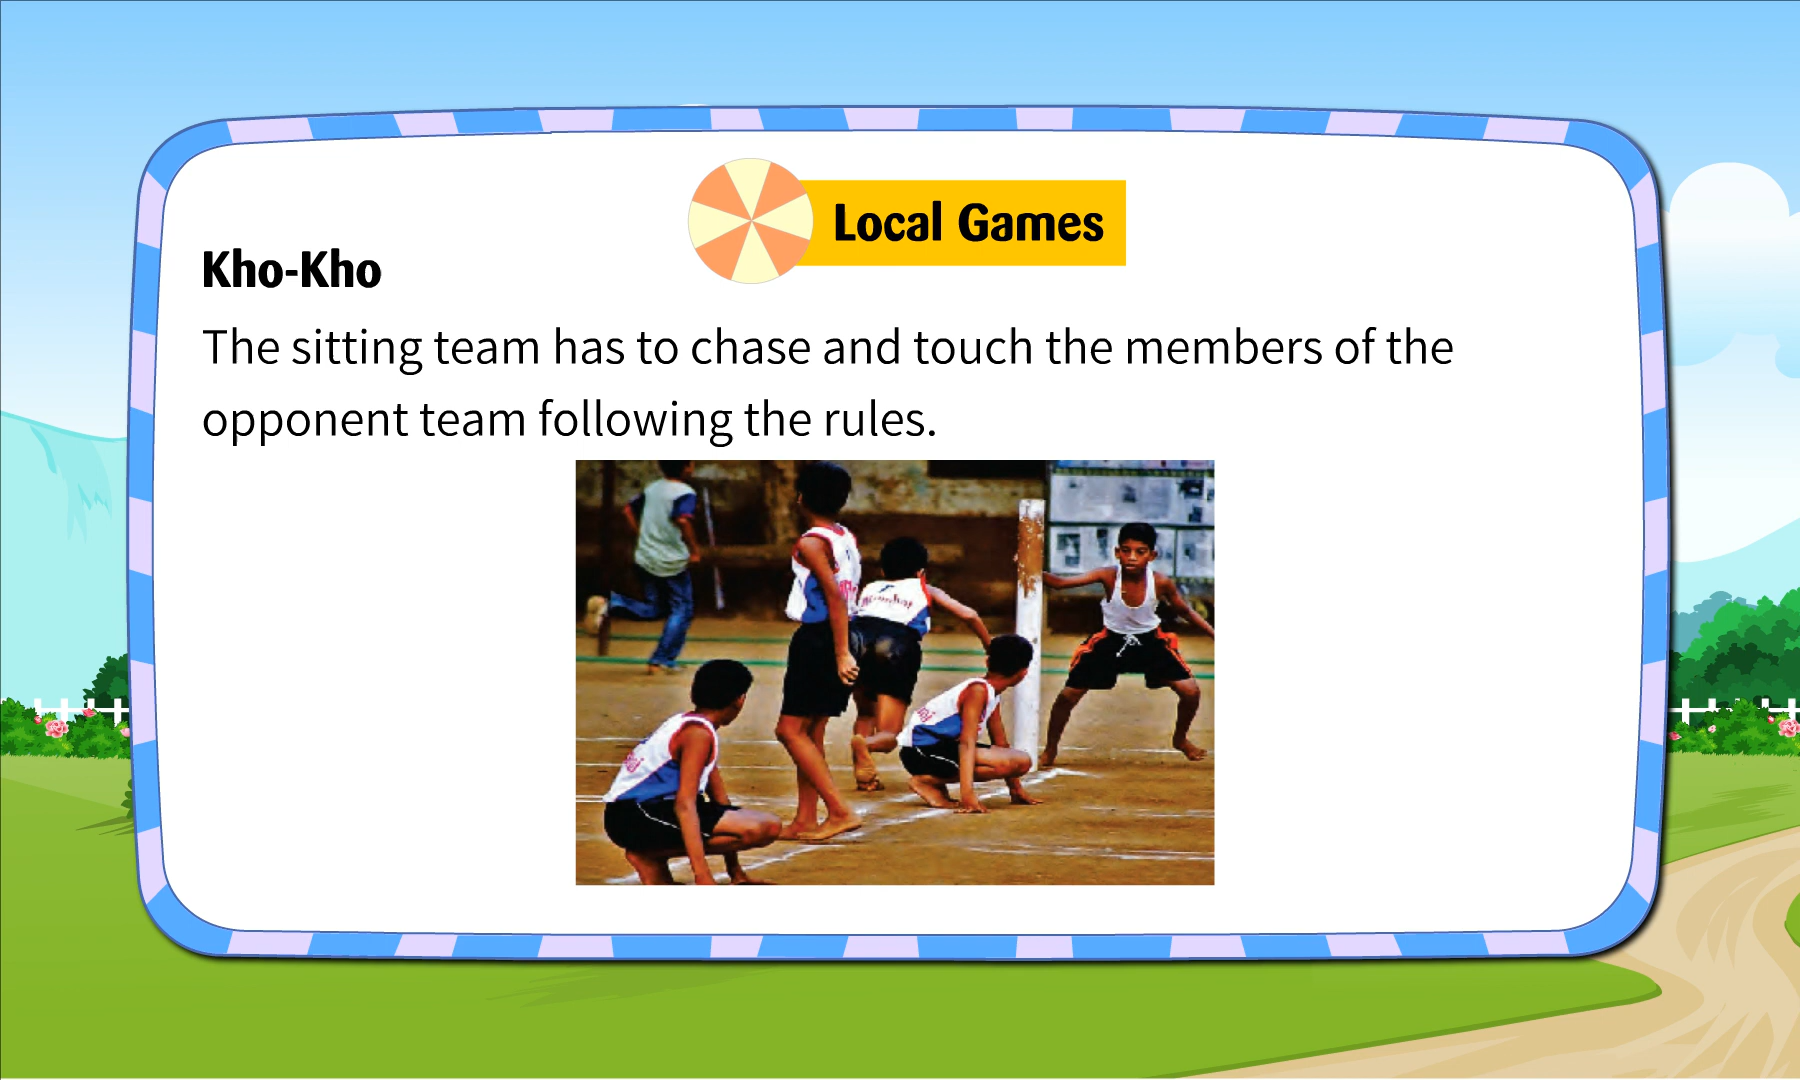 Local Games
Kho-Kho
The sitting team has to chase and touch the members of the
opponent team following the rules.